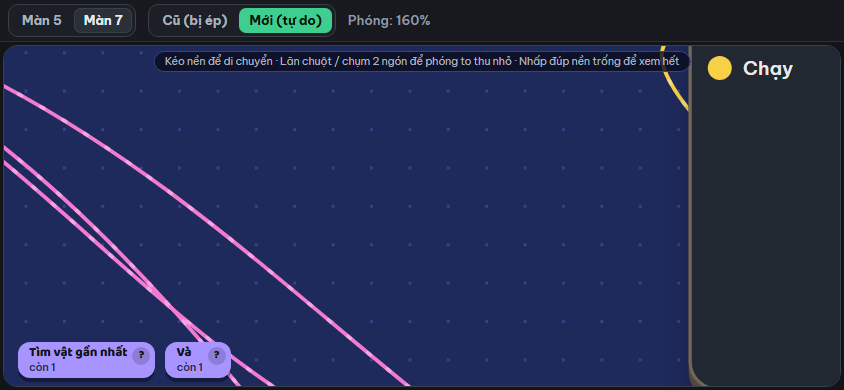 Màn 5 Màn 7 Cũ (bị ép) Mới (tự do) Phóng: 160%
Kéo nền để di chuyển · Lăn chuột / chụm 2 ngón để phóng to thu nhỏ · Nhấp đúp nền trống để xem hết
Chạy
Tìm vật gần nhất ?
còn 1
Và ?
còn 1